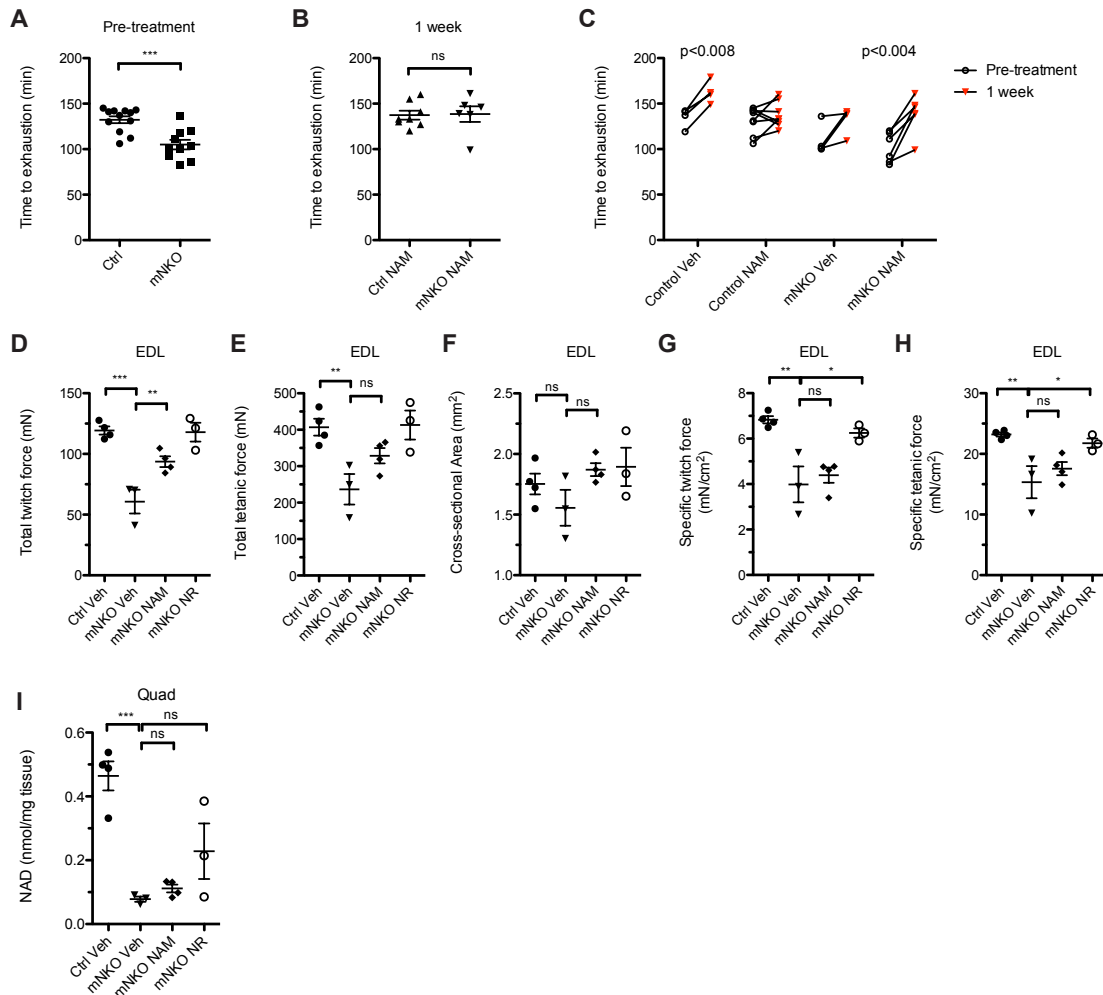 A
Pre-treatment
***
Time to exhaustion (min)
200
150
100
50
0
Ctrl
mNKO
B
1 week
ns
Time to exhaustion (min)
200
150
100
50
0
Ctrl NAM
mNKO NAM
C
p<0.008
p<0.004
Time to exhaustion (min)
200
150
100
50
0
Control Veh
Control NAM
mNKO Veh
mNKO NAM
Pre-treatment
1 week
D
EDL
***
**
Total twitch force (mN)
150
100
50
0
Ctrl Veh
mNKO Veh
mNKO NAM
mNKO NR
E
EDL
**
ns
Total tetanic force (mN)
500
400
300
200
100
0
Ctrl Veh
mNKO Veh
mNKO NAM
mNKO NR
F
EDL
ns
ns
Cross-sectional Area (mm²)
2.5
2.0
1.5
1.0
Ctrl Veh
mNKO Veh
mNKO NAM
mNKO NR
G
EDL
**
*
ns
Specific twitch force
(mN/cm²)
8
6
4
2
0
Ctrl Veh
mNKO Veh
mNKO NAM
mNKO NR
H
EDL
**
*
ns
Specific tetanic force
(mN/cm²)
30
20
10
0
Ctrl Veh
mNKO Veh
mNKO NAM
mNKO NR
I
Quad
***
ns
ns
NAD (nmol/mg tissue)
0.6
0.4
0.2
0.0
Ctrl Veh
mNKO Veh
mNKO NAM
mNKO NR